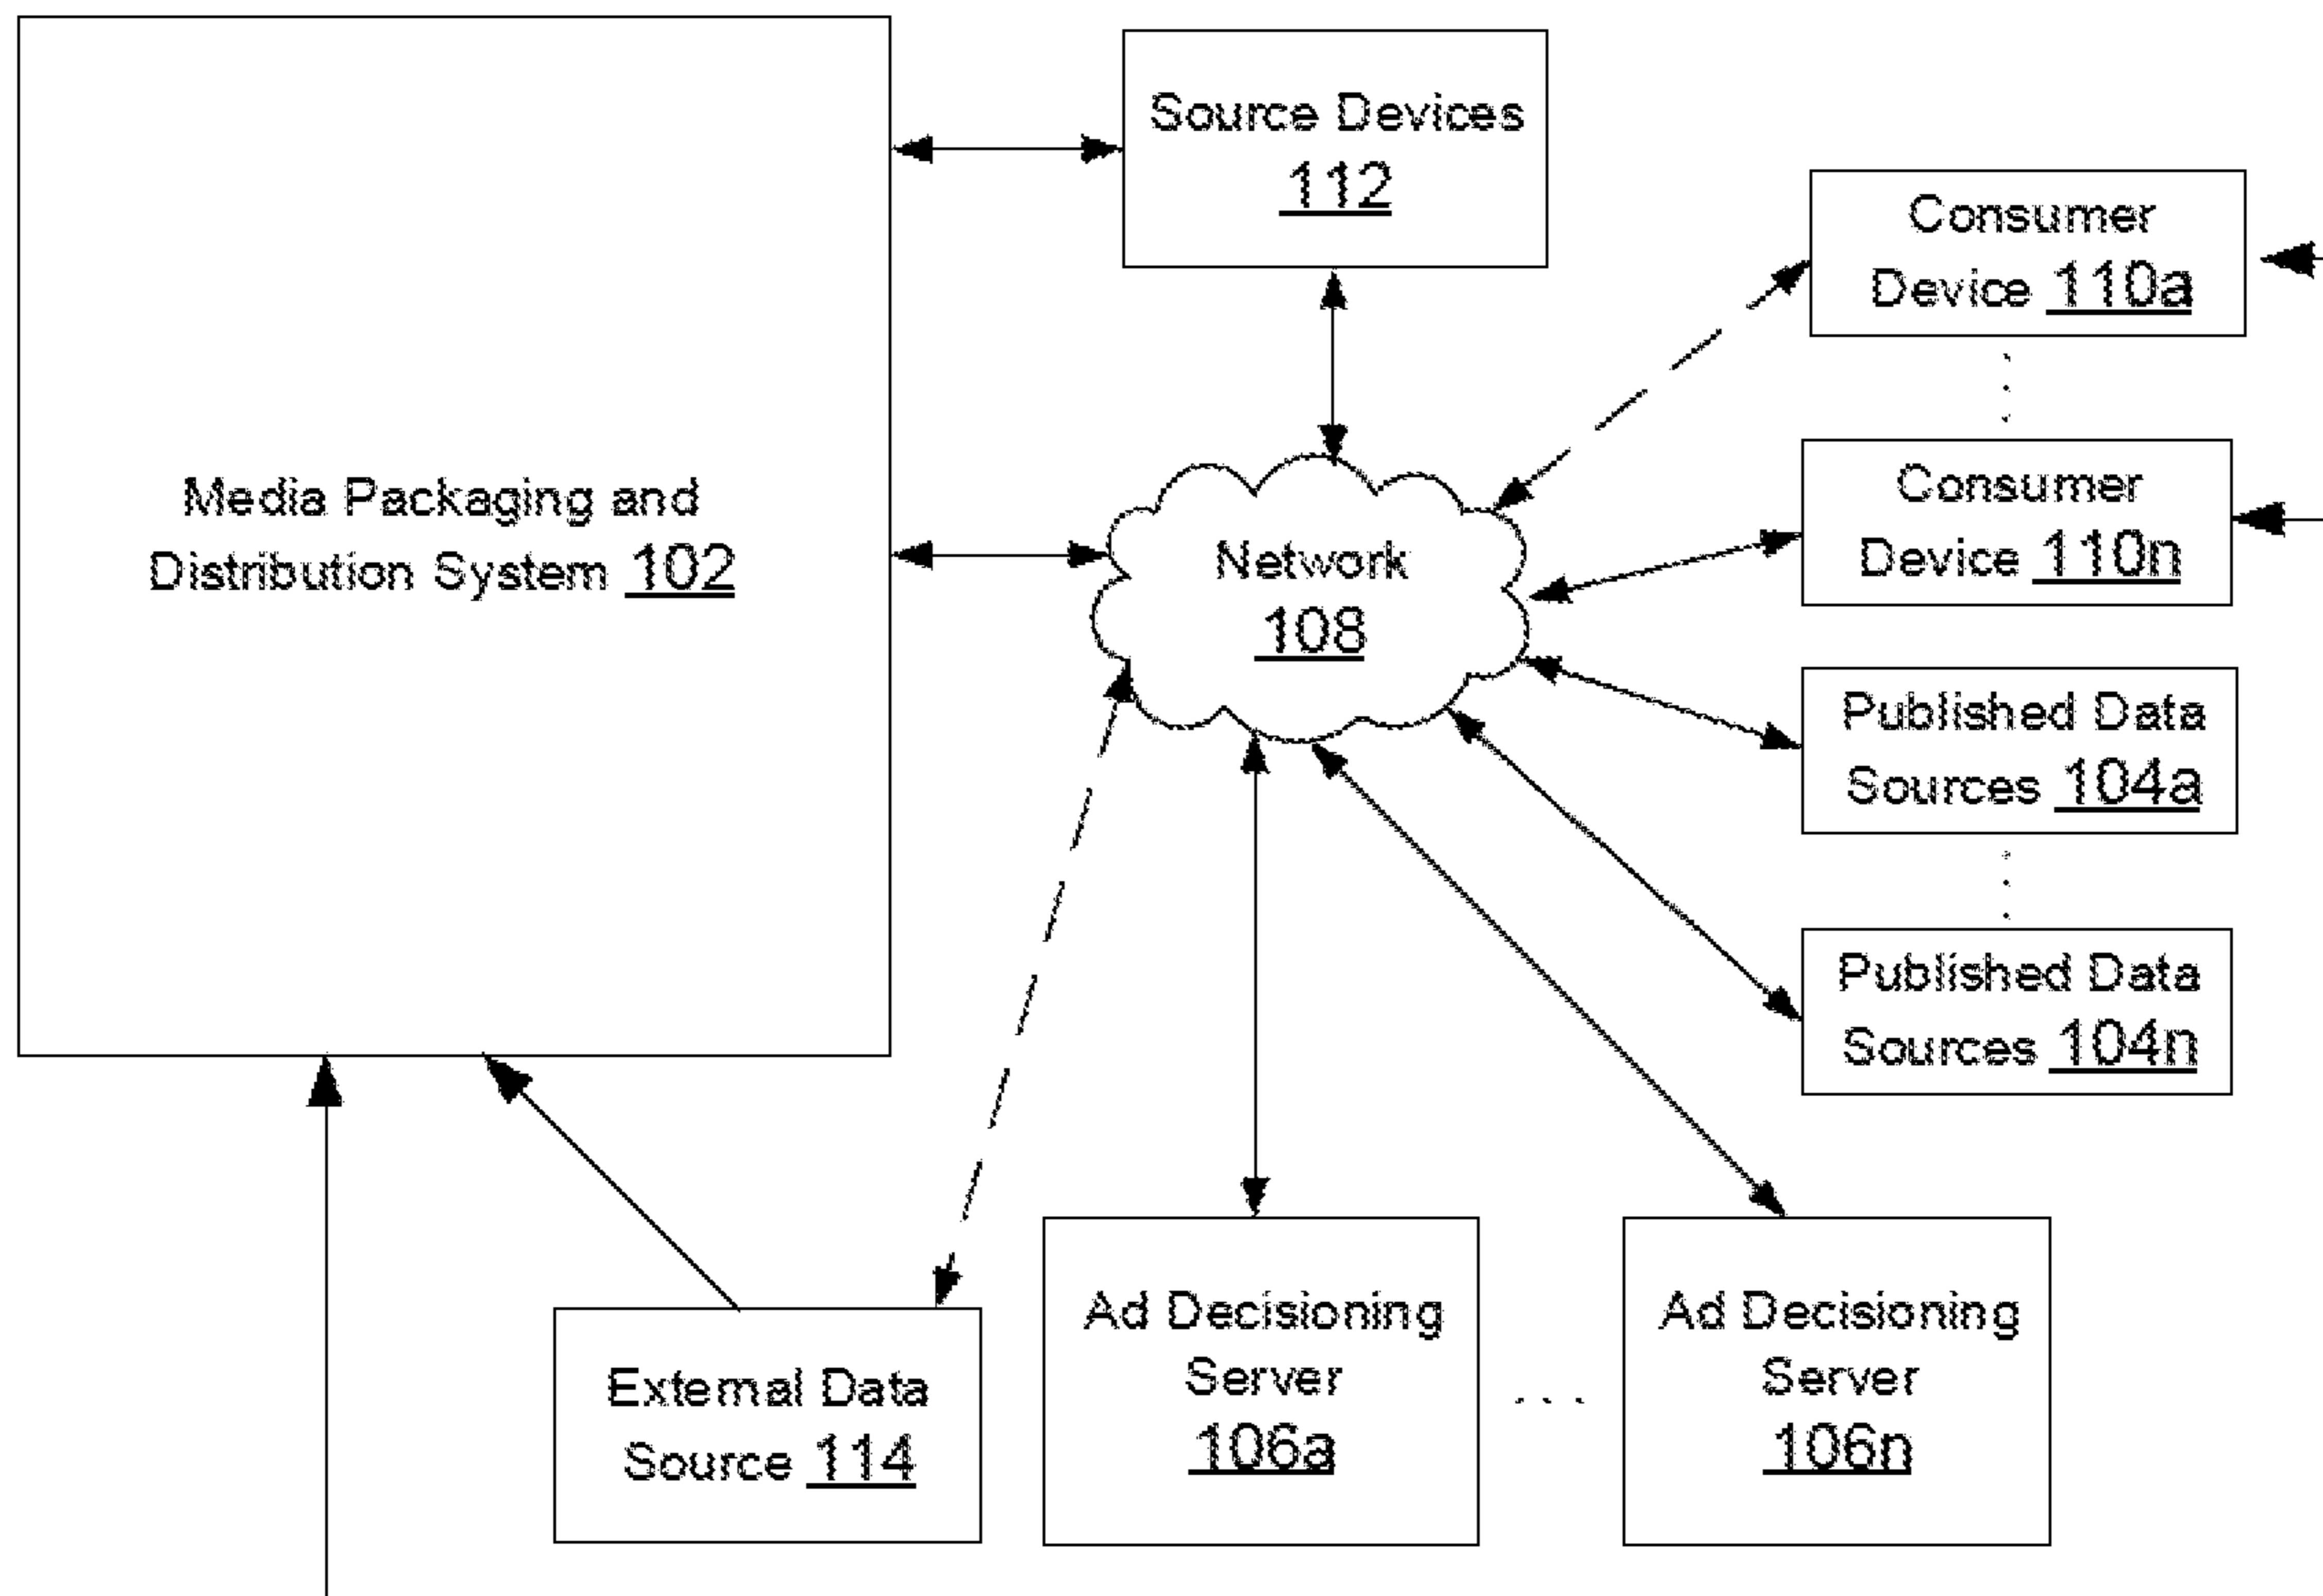 Source Devices
112
Consumer
Device 110a
Media Packaging and
Distribution System 102
Network
108
Consumer
Device 110n
Published Data
Sources 104a
Published Data
Sources 104n
External Data
Source 114
Ad Decisioning
Server
106a
Ad Decisioning
Server
106n